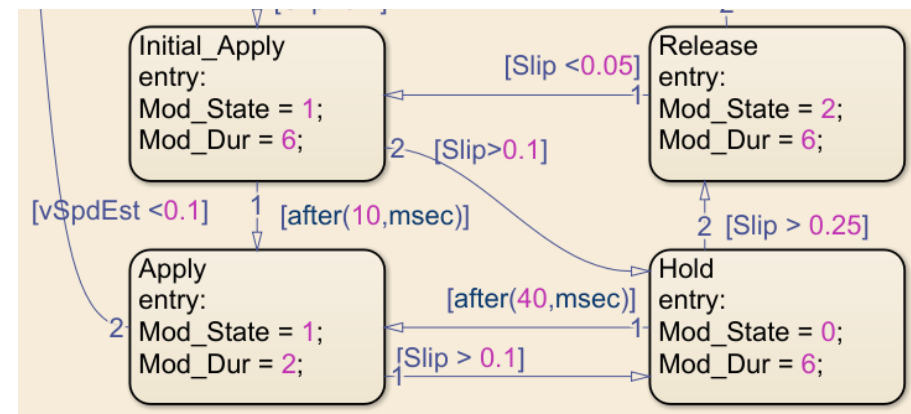 Initial_Apply
entry:
Mod_State = 1;
Mod_Dur = 6;
[Slip <0.05]
1
Release
entry:
Mod_State = 2;
Mod_Dur = 6;
2
[Slip>0.1]
[vSpdEst <0.1]
1
[after(10,msec)]
2
[Slip > 0.25]
Apply
entry:
Mod_State = 1;
Mod_Dur = 2;
2
[after(40,msec)]
1
[Slip > 0.1]
1
Hold
entry:
Mod_State = 0;
Mod_Dur = 6;